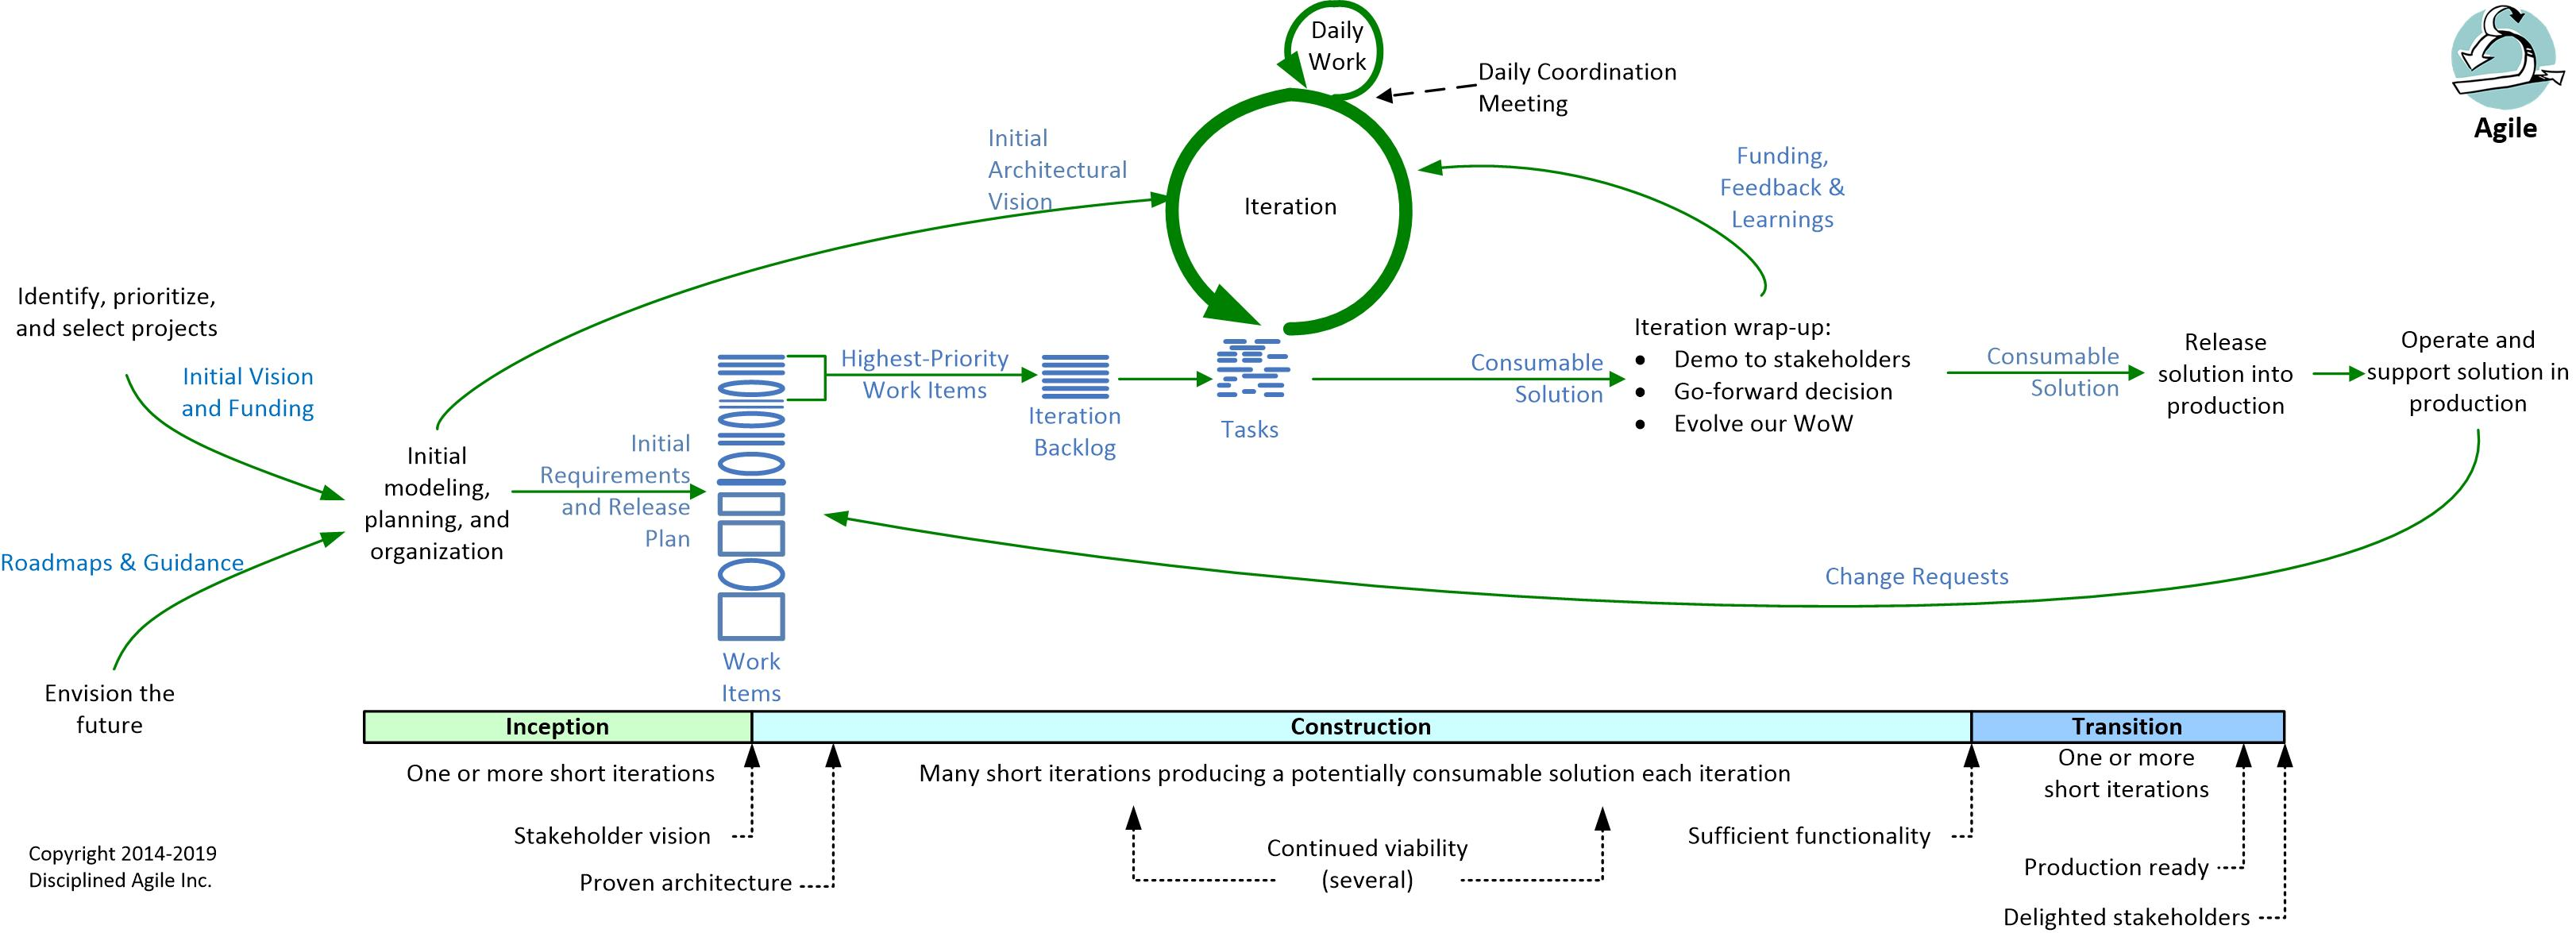 Daily
Work
Daily Coordination
Meeting
Agile
Initial
Architectural
Vision
Iteration
Funding,
Feedback &
Learnings
Identify, prioritize,
and select projects
Initial Vision
and Funding
Highest-Priority
Work Items
Iteration
Backlog
Tasks
Consumable
Solution
Iteration wrap-up:
• Demo to stakeholders
• Go-forward decision
• Evolve our WoW
Consumable
Solution
Release
solution into
production
Operate and
support solution in
production
Initial
modeling,
planning, and
organization
Initial
Requirements
and Release
Plan
Roadmaps & Guidance
Change Requests
Envision the
future
Work
Items
Inception
Construction
Transition
One or more short iterations
Many short iterations producing a potentially consumable solution each iteration
One or more
short iterations
Stakeholder vision
Proven architecture
Continued viability
(several)
Sufficient functionality
Production ready
Delighted stakeholders
Copyright 2014-2019
Disciplined Agile Inc.